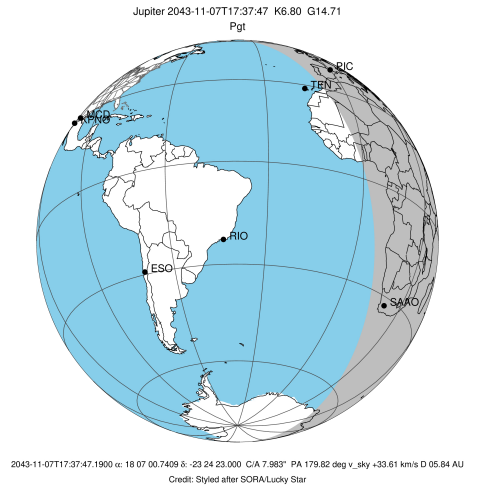 Jupiter 2043-11-07T17:37:47 K6.80 G14.71
Pgt
PIC
TEN
MCD
KPNO
RIO
ESO
SAAO
2043-11-07T17:37:47.1900 α: 18 07 00.7409 δ: -23 24 23.000 C/A 7.983" PA 179.82 deg v_sky +33.61 km/s D 05.84 AU
Credit: Styled after SORA/Lucky Star